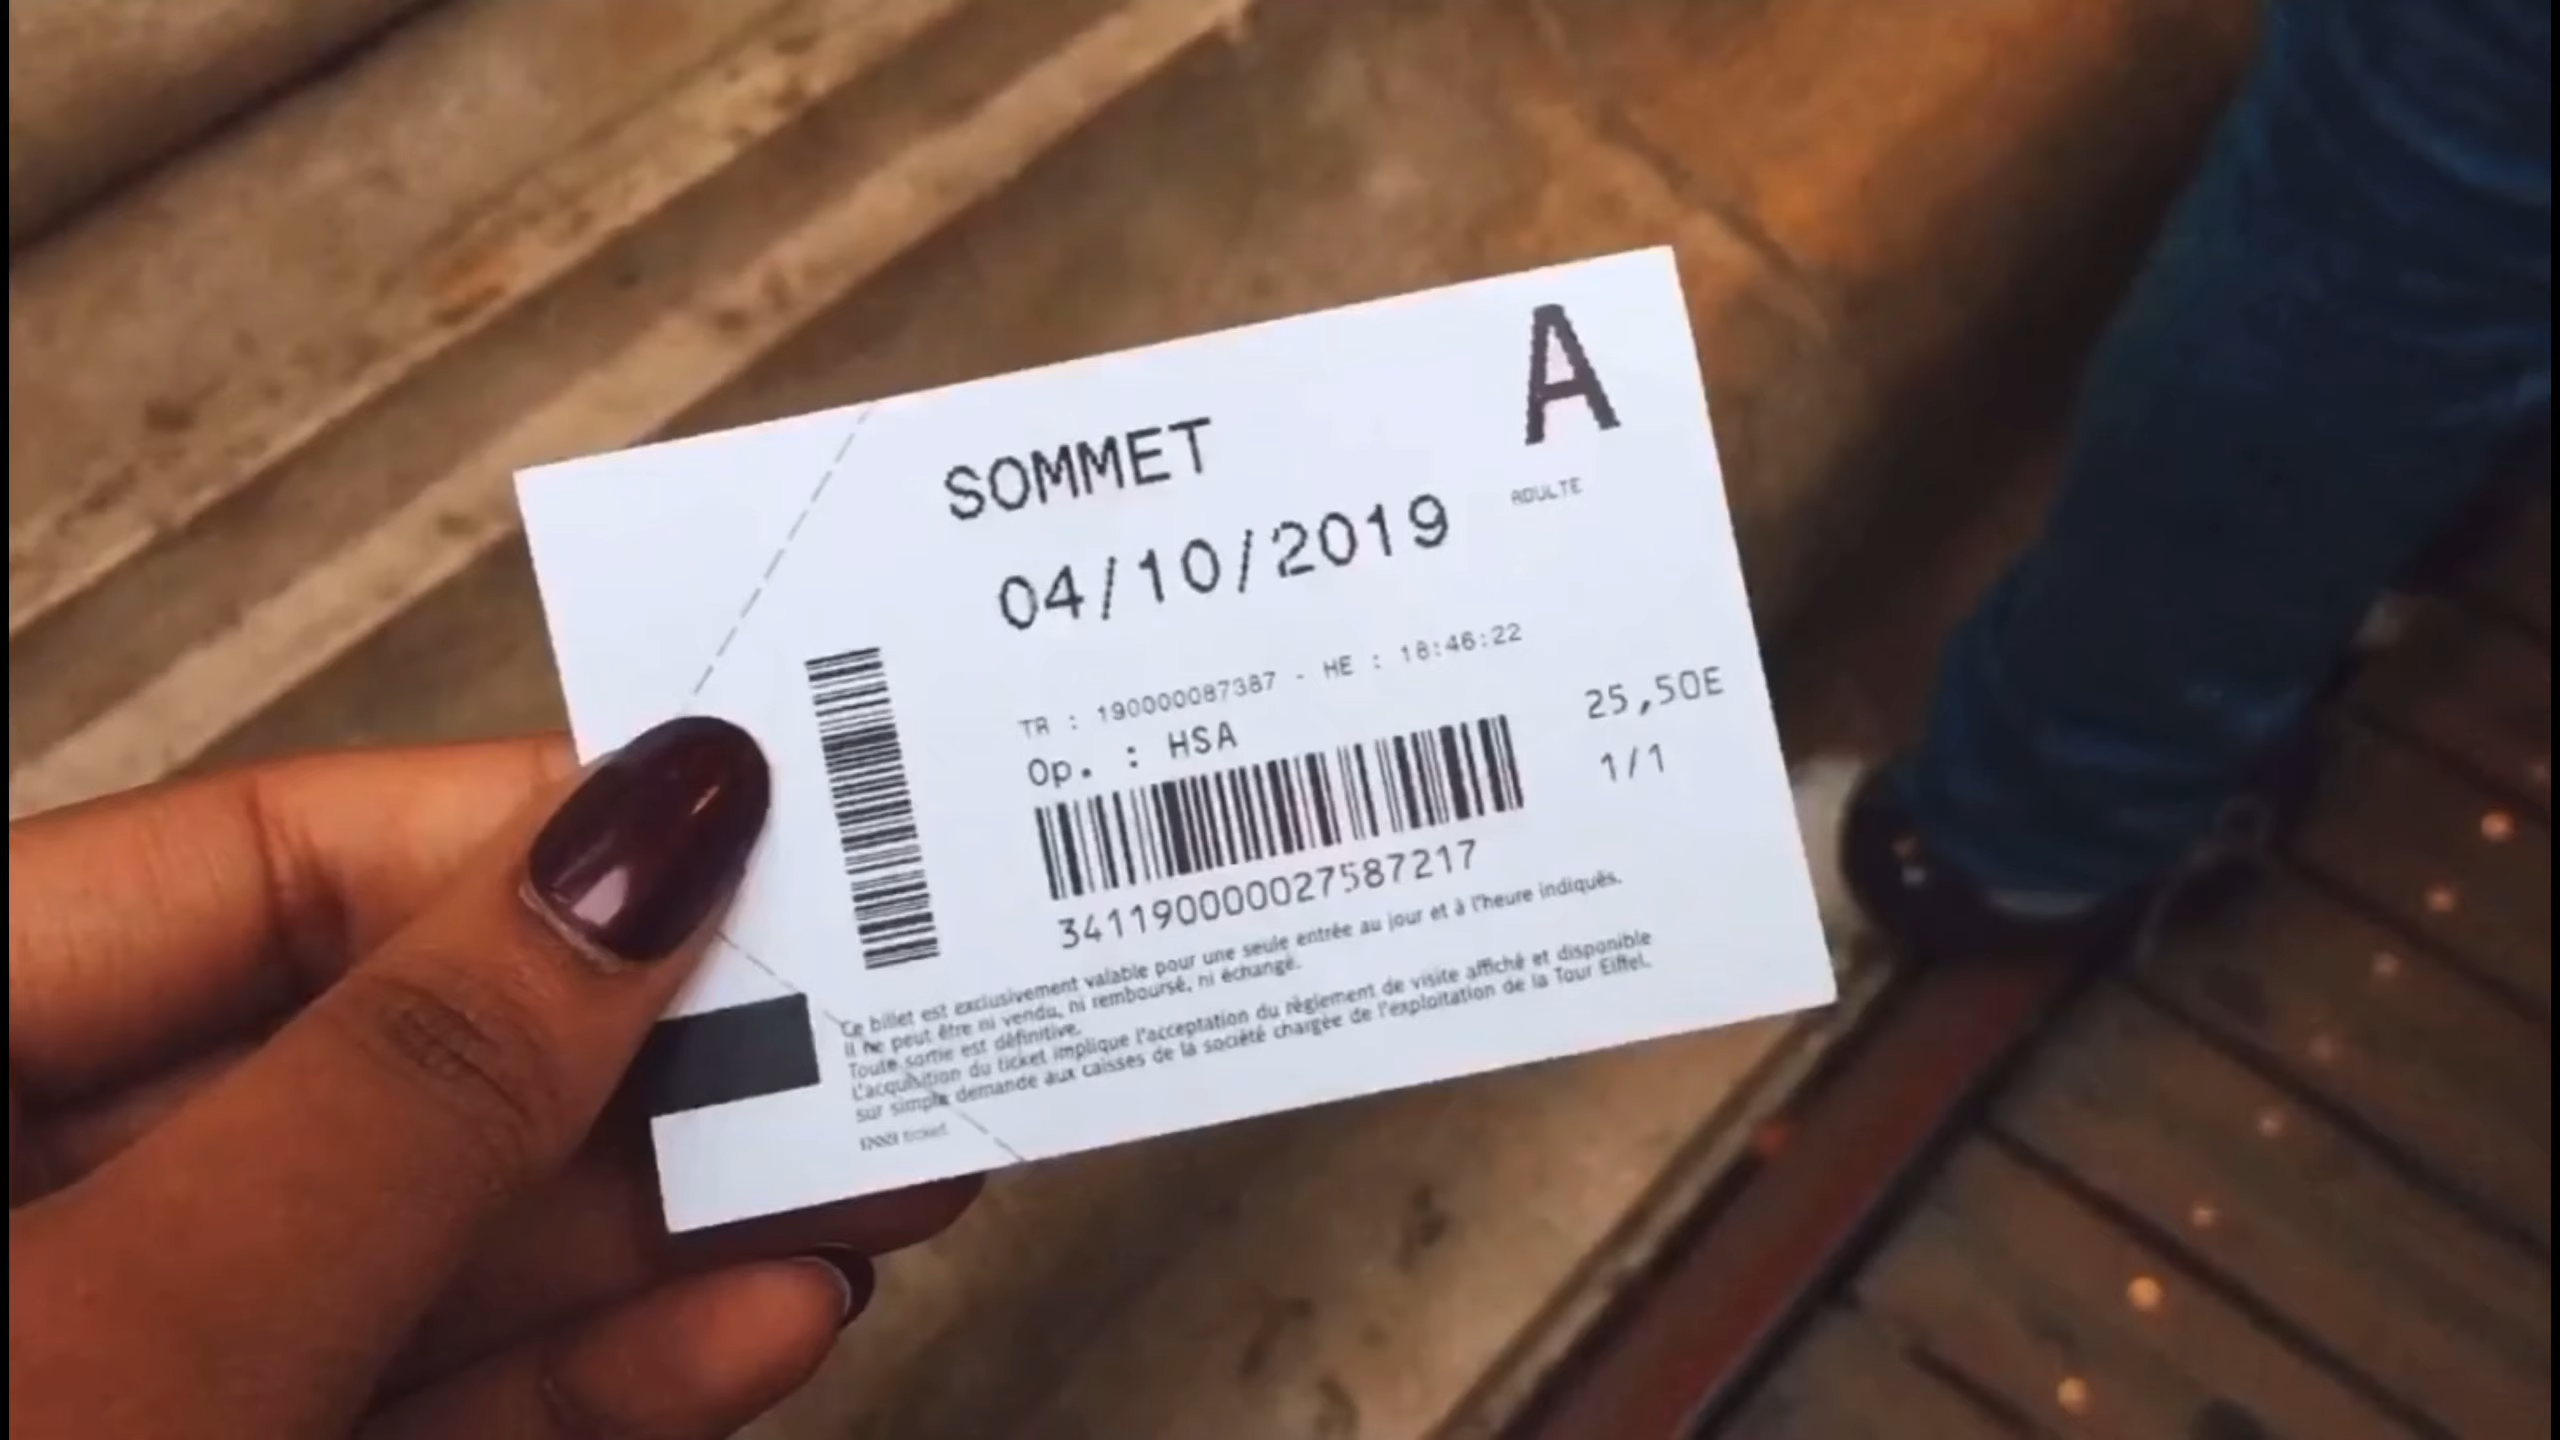 SOMMET
A
ADULTE
04/10/2019
TR : 190000087387 - HE : 18:46:22
Op. : HSA
25,50E
1/1
34119000027587217
Ce billet est exclusivement valable pour une seule entrée au jour et à l'heure indiqués.
Il ne peut être ni vendu, ni remboursé, ni échangé.
Toute sortie est définitive.
L'acquisition du ticket implique l'acceptation du règlement de visite affiché et disponible
sur simple demande aux caisses de la société chargée de l'exploitation de la Tour Eiffel.
ticket